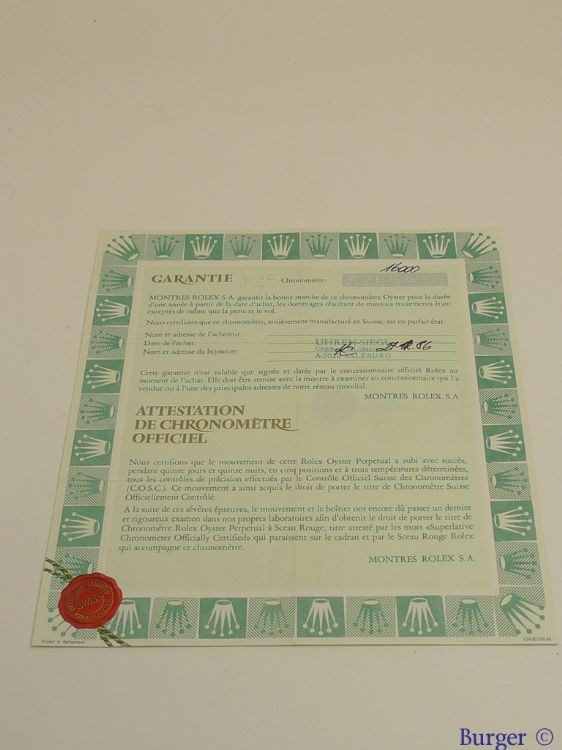 GARANTIE 125 Chronomètre: 16000
MONTRES ROLEX S.A. garantit la bonne marche de ce chronomètre Oyster pour la durée
d'une année à partir de la date d'achat, les dommages résultant de mauvais traitements étant
exceptés de même que la perte et le vol.
Nous certifions que ce chronomètre, entièrement manufacturé en Suisse, est en parfait état.
Nom et adresse de l'acheteur:
Date de l'achat: UHREN-SIEGL 86
Nom et adresse du bijoutier: SALZBURG
Cette garantie n'est valable que signée et datée par le concessionnaire officiel Rolex au
moment de l'achat. Elle doit être remise avec la montre à examiner au concessionnaire qui l'a
vendue ou à l'une des principales adresses de notre réseau mondial.
MONTRES ROLEX S.A.
ATTESTATION
DE CHRONOMÈTRE
OFFICIEL
Nous certifions que le mouvement de cette Rolex Oyster Perpetual a subi avec succès,
pendant quinze jours et quinze nuits, en cinq positions et à trois températures déterminées,
tous les contrôles de précision effectués par le Contrôle Officiel Suisse des Chronomètres
(C.O.S.C.). Ce mouvement a ainsi acquis le droit de porter le titre de Chronomètre Suisse
Officiellement Contrôlé.
A la suite de ces sévères épreuves, le mouvement et le boîtier ont encore dû passer un dernier
et rigoureux examen dans nos propres laboratoires afin d'obtenir le droit de porter le titre de
Chronomètre Rolex Oyster Perpetual à Sceau Rouge, titre attesté par les mots «Superlative
Chronometer Officially Certified» qui paraissent sur le cadran et par le Sceau Rouge Rolex
qui accompagne ce chronomètre.
MONTRES ROLEX S.A.
SWISS
Printed in Switzerland
Burger ©